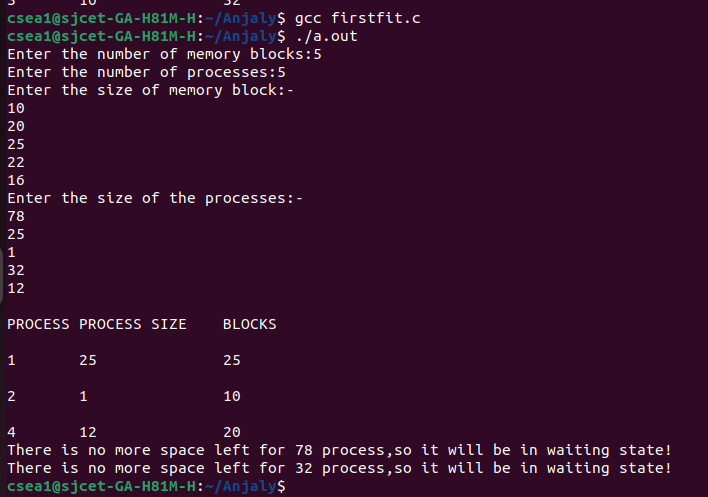 3 10 32
csea1@sjcet-GA-H81M-H:~/Anjaly$ gcc firstfit.c
csea1@sjcet-GA-H81M-H:~/Anjaly$ ./a.out
Enter the number of memory blocks:5
Enter the number of processes:5
Enter the size of memory block:-
10
20
25
22
16
Enter the size of the processes:-
78
25
1
32
12
PROCESS PROCESS SIZE BLOCKS
1 25 25
2 1 10
4 12 20
There is no more space left for 78 process,so it will be in waiting state!
There is no more space left for 32 process,so it will be in waiting state!
csea1@sjcet-GA-H81M-H:~/Anjaly$